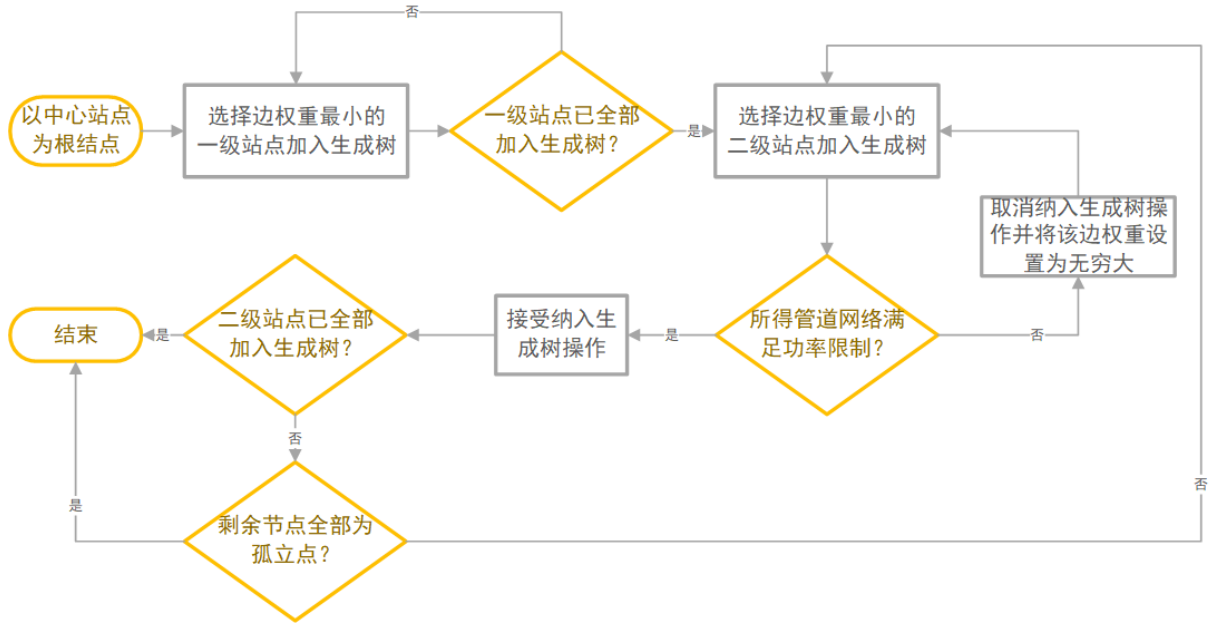 否
以中心站点
为根结点
选择边权重最小的
一级站点加入生成树
一级站点已全部
加入生成树？
是
选择边权重最小的
二级站点加入生成树
取消纳入生成树操
作并将该边权重设
置为无穷大
结束
是
二级站点已全部
加入生成树？
接受纳入生
成树操作
是
所得管道网络满
足功率限制？
否
否
是
剩余节点全部为
孤立点？
否